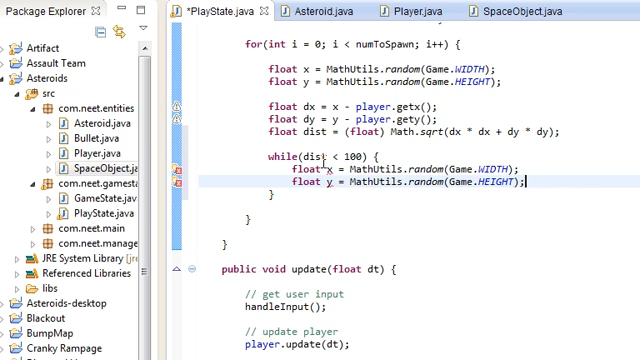 Package Explorer
*PlayState.java
Asteroid.java
Player.java
SpaceObject.java
Artifact
Assault Team
Asteroids
src
com.neet.entities
Asteroid.java
Bullet.java
Player.java
SpaceObject.ja
com.neet.gamest
GameState.java
PlayState.java
com.neet.main
com.neet.manage
JRE System Library [
Referenced Libraries
libs
Asteroids-desktop
Blackout
BumpMap
Cranky Rampage
for(int i = 0; i < numToSpawn; i++) {
float x = MathUtils.random(Game.WIDTH);
float y = MathUtils.random(Game.HEIGHT);
float dx = x - player.getx();
float dy = y - player.gety();
float dist = (float) Math.sqrt(dx * dx + dy * dy);
while(dist < 100) {
float x = MathUtils.random(Game.WIDTH);
float y = MathUtils.random(Game.HEIGHT);
}
}
}
public void update(float dt) {
// get user input
handleInput();
// update player
player.update(dt);